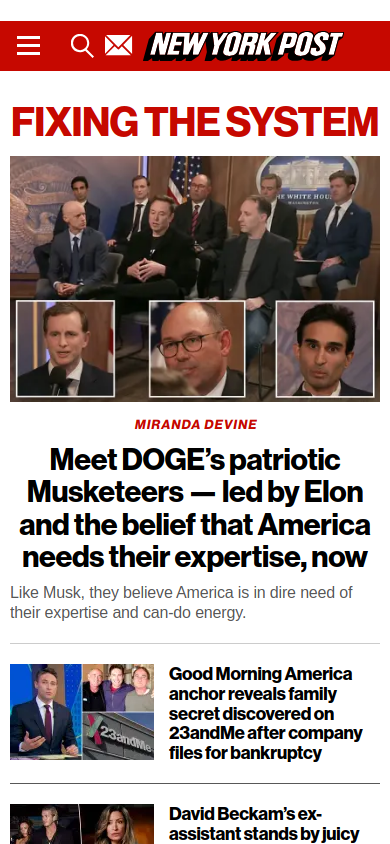 NEW YORK POST
FIXING THE SYSTEM
THE WHITE HOUSE
WASHINGTON
MIRANDA DEVINE
Meet DOGE’s patriotic
Musketeers — led by Elon
and the belief that America
needs their expertise, now
Like Musk, they believe America is in dire need of
their expertise and can-do energy.
Good Morning America
anchor reveals family
secret discovered on
23andMe after company
files for bankruptcy
23andMe
David Beckam’s ex-
assistant stands by juicy